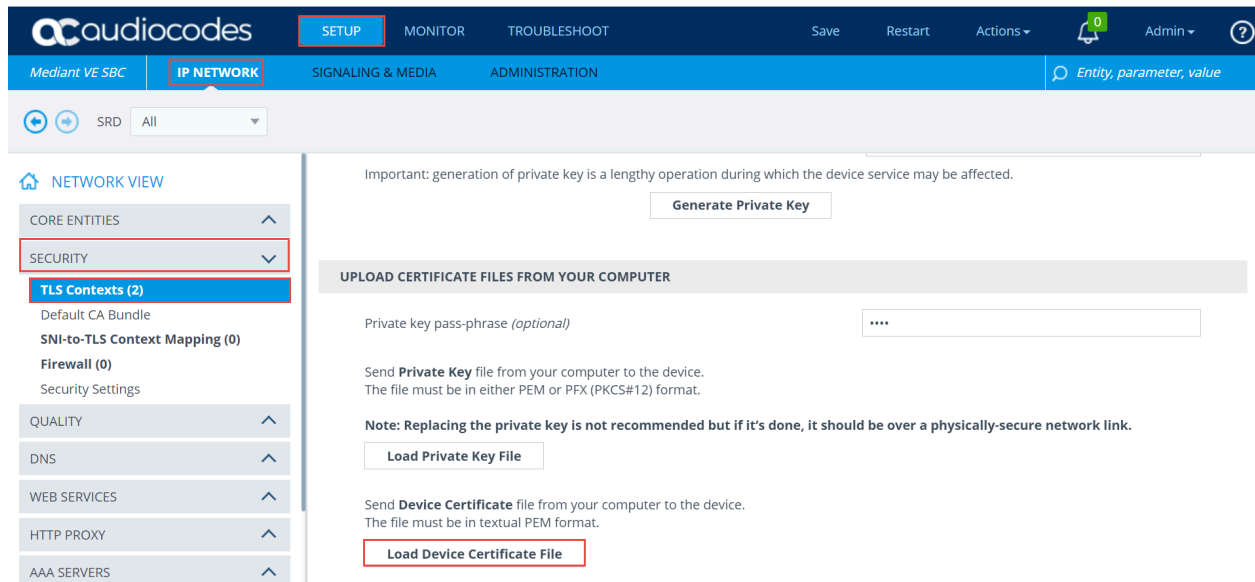 audiocodes SETUP MONITOR TROUBLESHOOT Save Restart Actions 0 Admin ?
Mediant VE SBC IP NETWORK SIGNALING & MEDIA ADMINISTRATION Entity, parameter, value
SRD All
NETWORK VIEW
CORE ENTITIES
SECURITY
TLS Contexts (2)
Default CA Bundle
SNI-to-TLS Context Mapping (0)
Firewall (0)
Security Settings
QUALITY
DNS
WEB SERVICES
HTTP PROXY
AAA SERVERS
Important: generation of private key is a lengthy operation during which the device service may be affected.
Generate Private Key
UPLOAD CERTIFICATE FILES FROM YOUR COMPUTER
Private key pass-phrase (optional) ••••
Send Private Key file from your computer to the device.
The file must be in either PEM or PFX (PKCS#12) format.
Note: Replacing the private key is not recommended but if it's done, it should be over a physically-secure network link.
Load Private Key File
Send Device Certificate file from your computer to the device.
The file must be in textual PEM format.
Load Device Certificate File